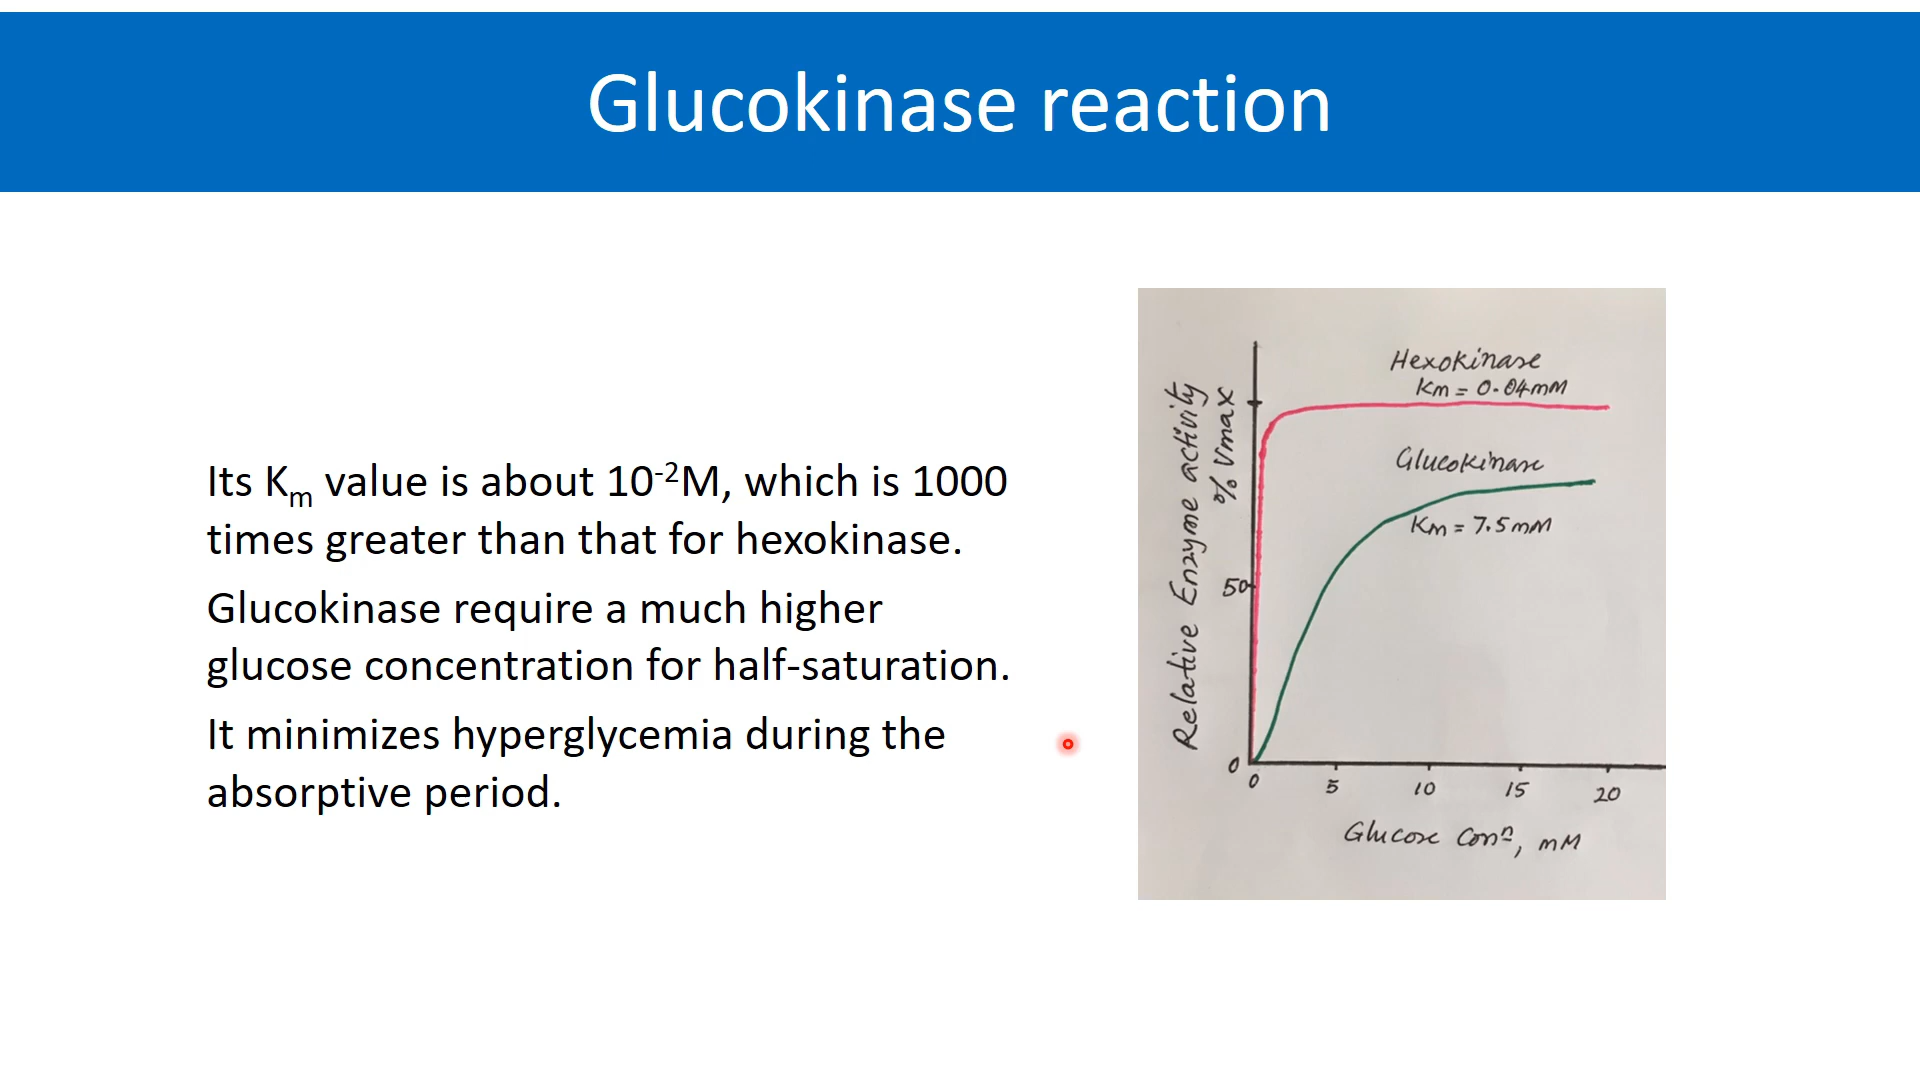 Glucokinase reaction
Its Km value is about 10-2M, which is 1000
times greater than that for hexokinase.
Glucokinase require a much higher
glucose concentration for half-saturation.
It minimizes hyperglycemia during the
absorptive period.
Hexokinase
Km = 0.04mM
Glucokinase
Km = 7.5mM
Relative Enzyme activity
% Vmax
50
0
0 5 10 15 20
Glucose Conn, mM